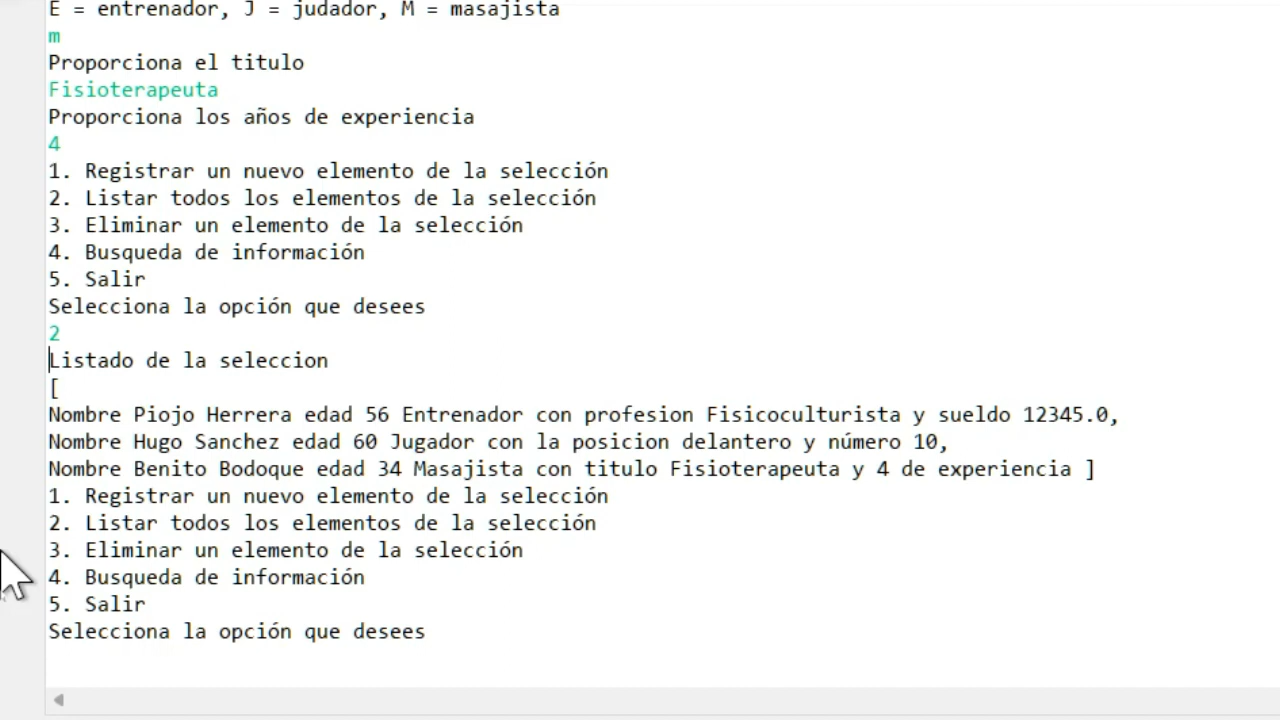 E = entrenador, J = judador, M = masajista
m
Proporciona el titulo
Fisioterapeuta
Proporciona los años de experiencia
4
1. Registrar un nuevo elemento de la selección
2. Listar todos los elementos de la selección
3. Eliminar un elemento de la selección
4. Busqueda de información
5. Salir
Selecciona la opción que desees
2
Listado de la seleccion
[
Nombre Piojo Herrera edad 56 Entrenador con profesion Fisicoculturista y sueldo 12345.0,
Nombre Hugo Sanchez edad 60 Jugador con la posicion delantero y número 10,
Nombre Benito Bodoque edad 34 Masajista con titulo Fisioterapeuta y 4 de experiencia ]
1. Registrar un nuevo elemento de la selección
2. Listar todos los elementos de la selección
3. Eliminar un elemento de la selección
4. Busqueda de información
5. Salir
Selecciona la opción que desees